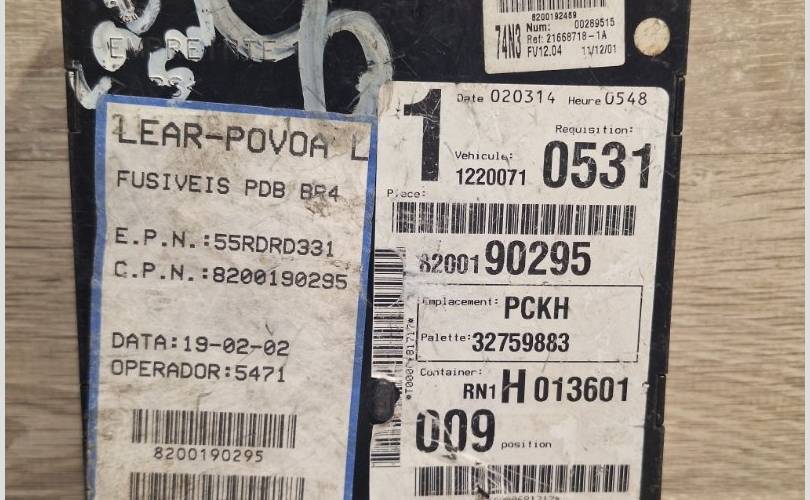 8200192469
74N3
Num: 00289515
Ref: 21668718-1A
FV12.04 11/12/01
LEAR-POVOA L
FUSIVEIS PDB BR4
E.P.N.:55RDRD331
C.P.N.:8200190295
DATA:19-02-02
OPERADOR:5471
8200190295
1
Date 020314 Heure 0548
Requisition:
Vehicule:
1220071
0531
Piece:
8200190295
Emplacement: PCKH
Palette: 32759883
Container:
RN1 H 013601
009 position